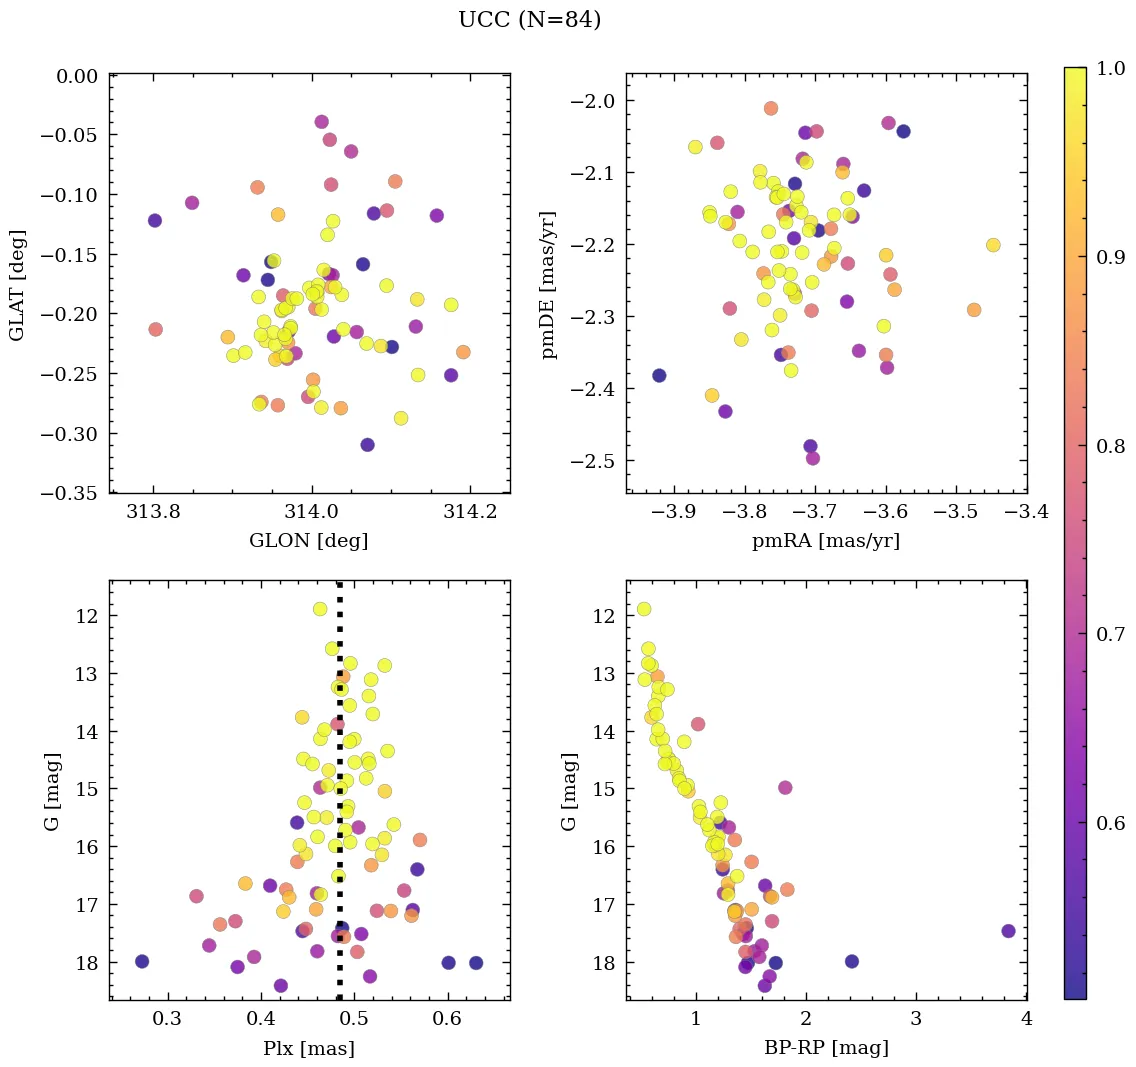 UCC (N=84)
0.00
−0.05
−0.10
−0.15
−0.20
−0.25
−0.30
−0.35
GLAT [deg]
313.8 314.0 314.2
GLON [deg]
−2.0
−2.1
−2.2
−2.3
−2.4
−2.5
pmDE [mas/yr]
−3.9 −3.8 −3.7 −3.6 −3.5 −3.4
pmRA [mas/yr]
12
13
14
15
16
17
18
G [mag]
0.3 0.4 0.5 0.6
Plx [mas]
12
13
14
15
16
17
18
G [mag]
1 2 3 4
BP-RP [mag]
1.0
0.9
0.8
0.7
0.6